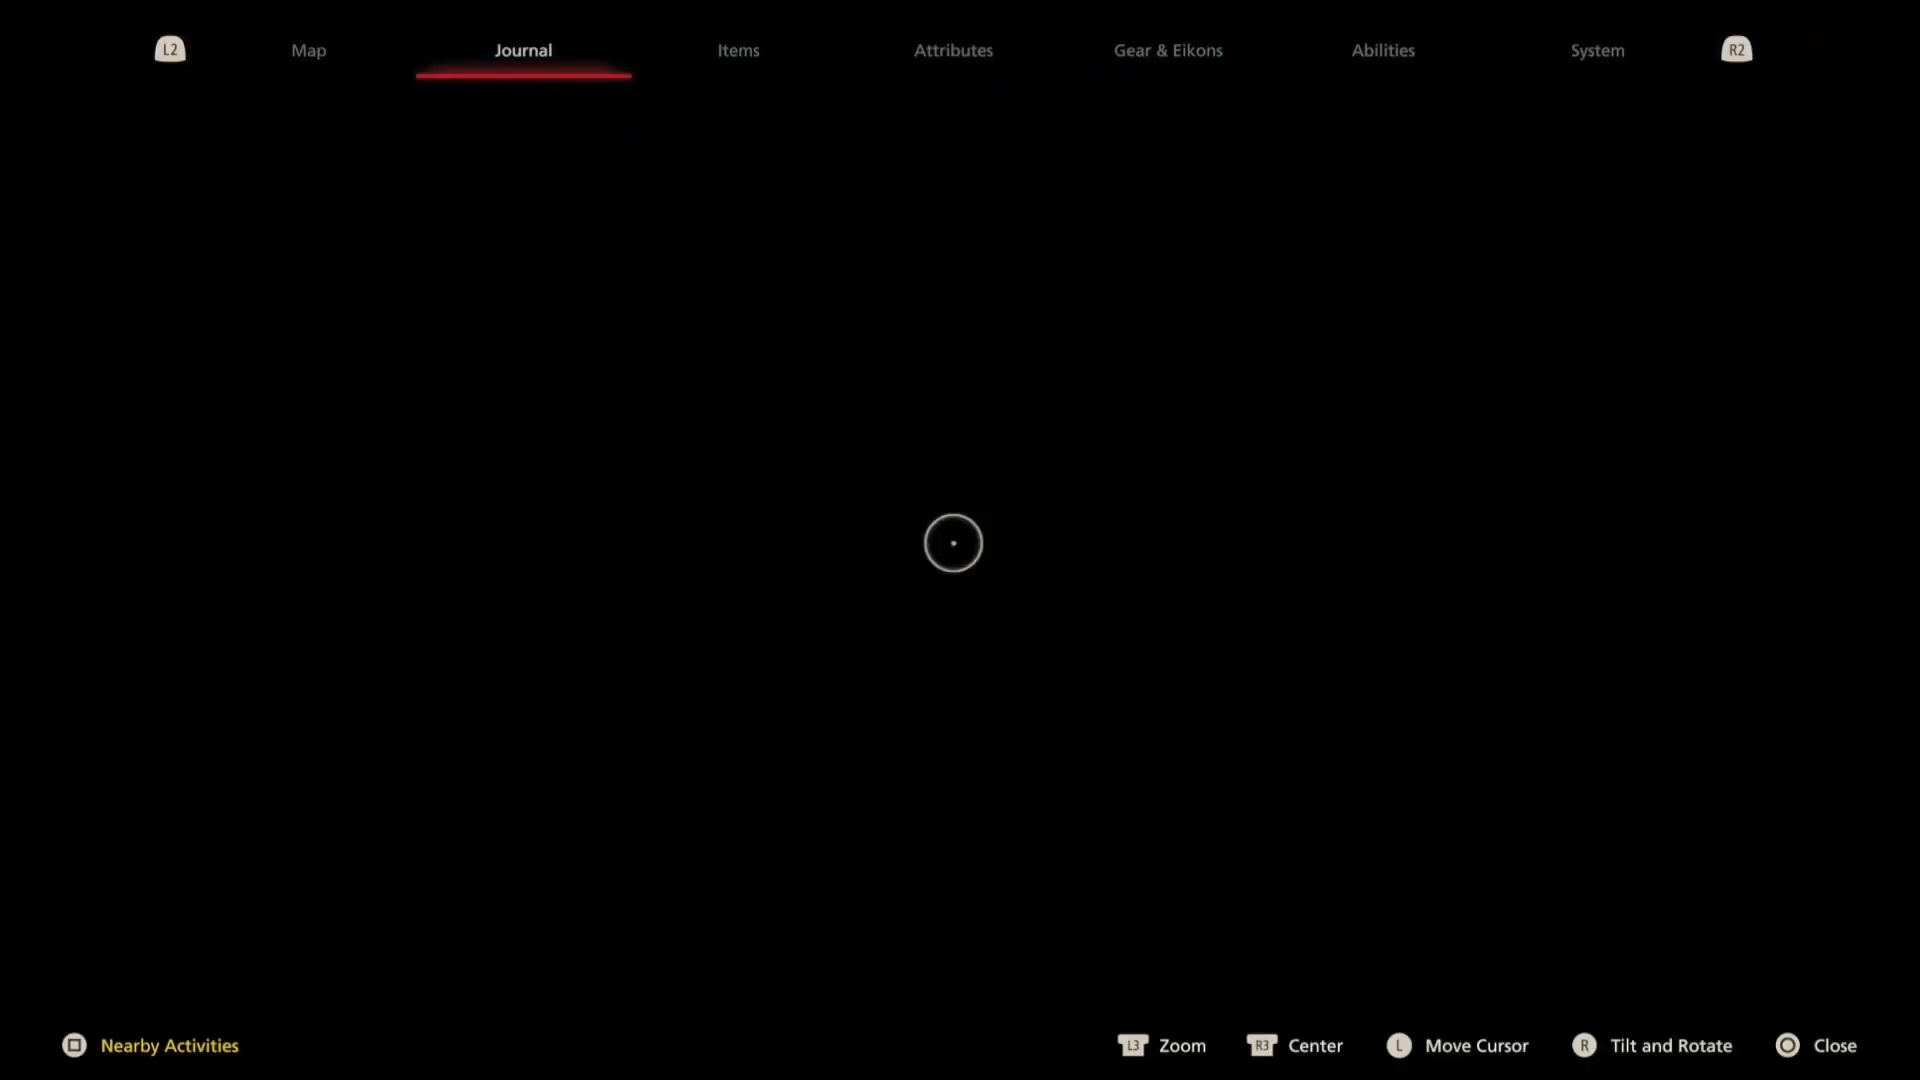 L2 Map Journal Items Attributes Gear & Eikons Abilities System R2
Nearby Activities L3 Zoom R3 Center L Move Cursor R Tilt and Rotate Close